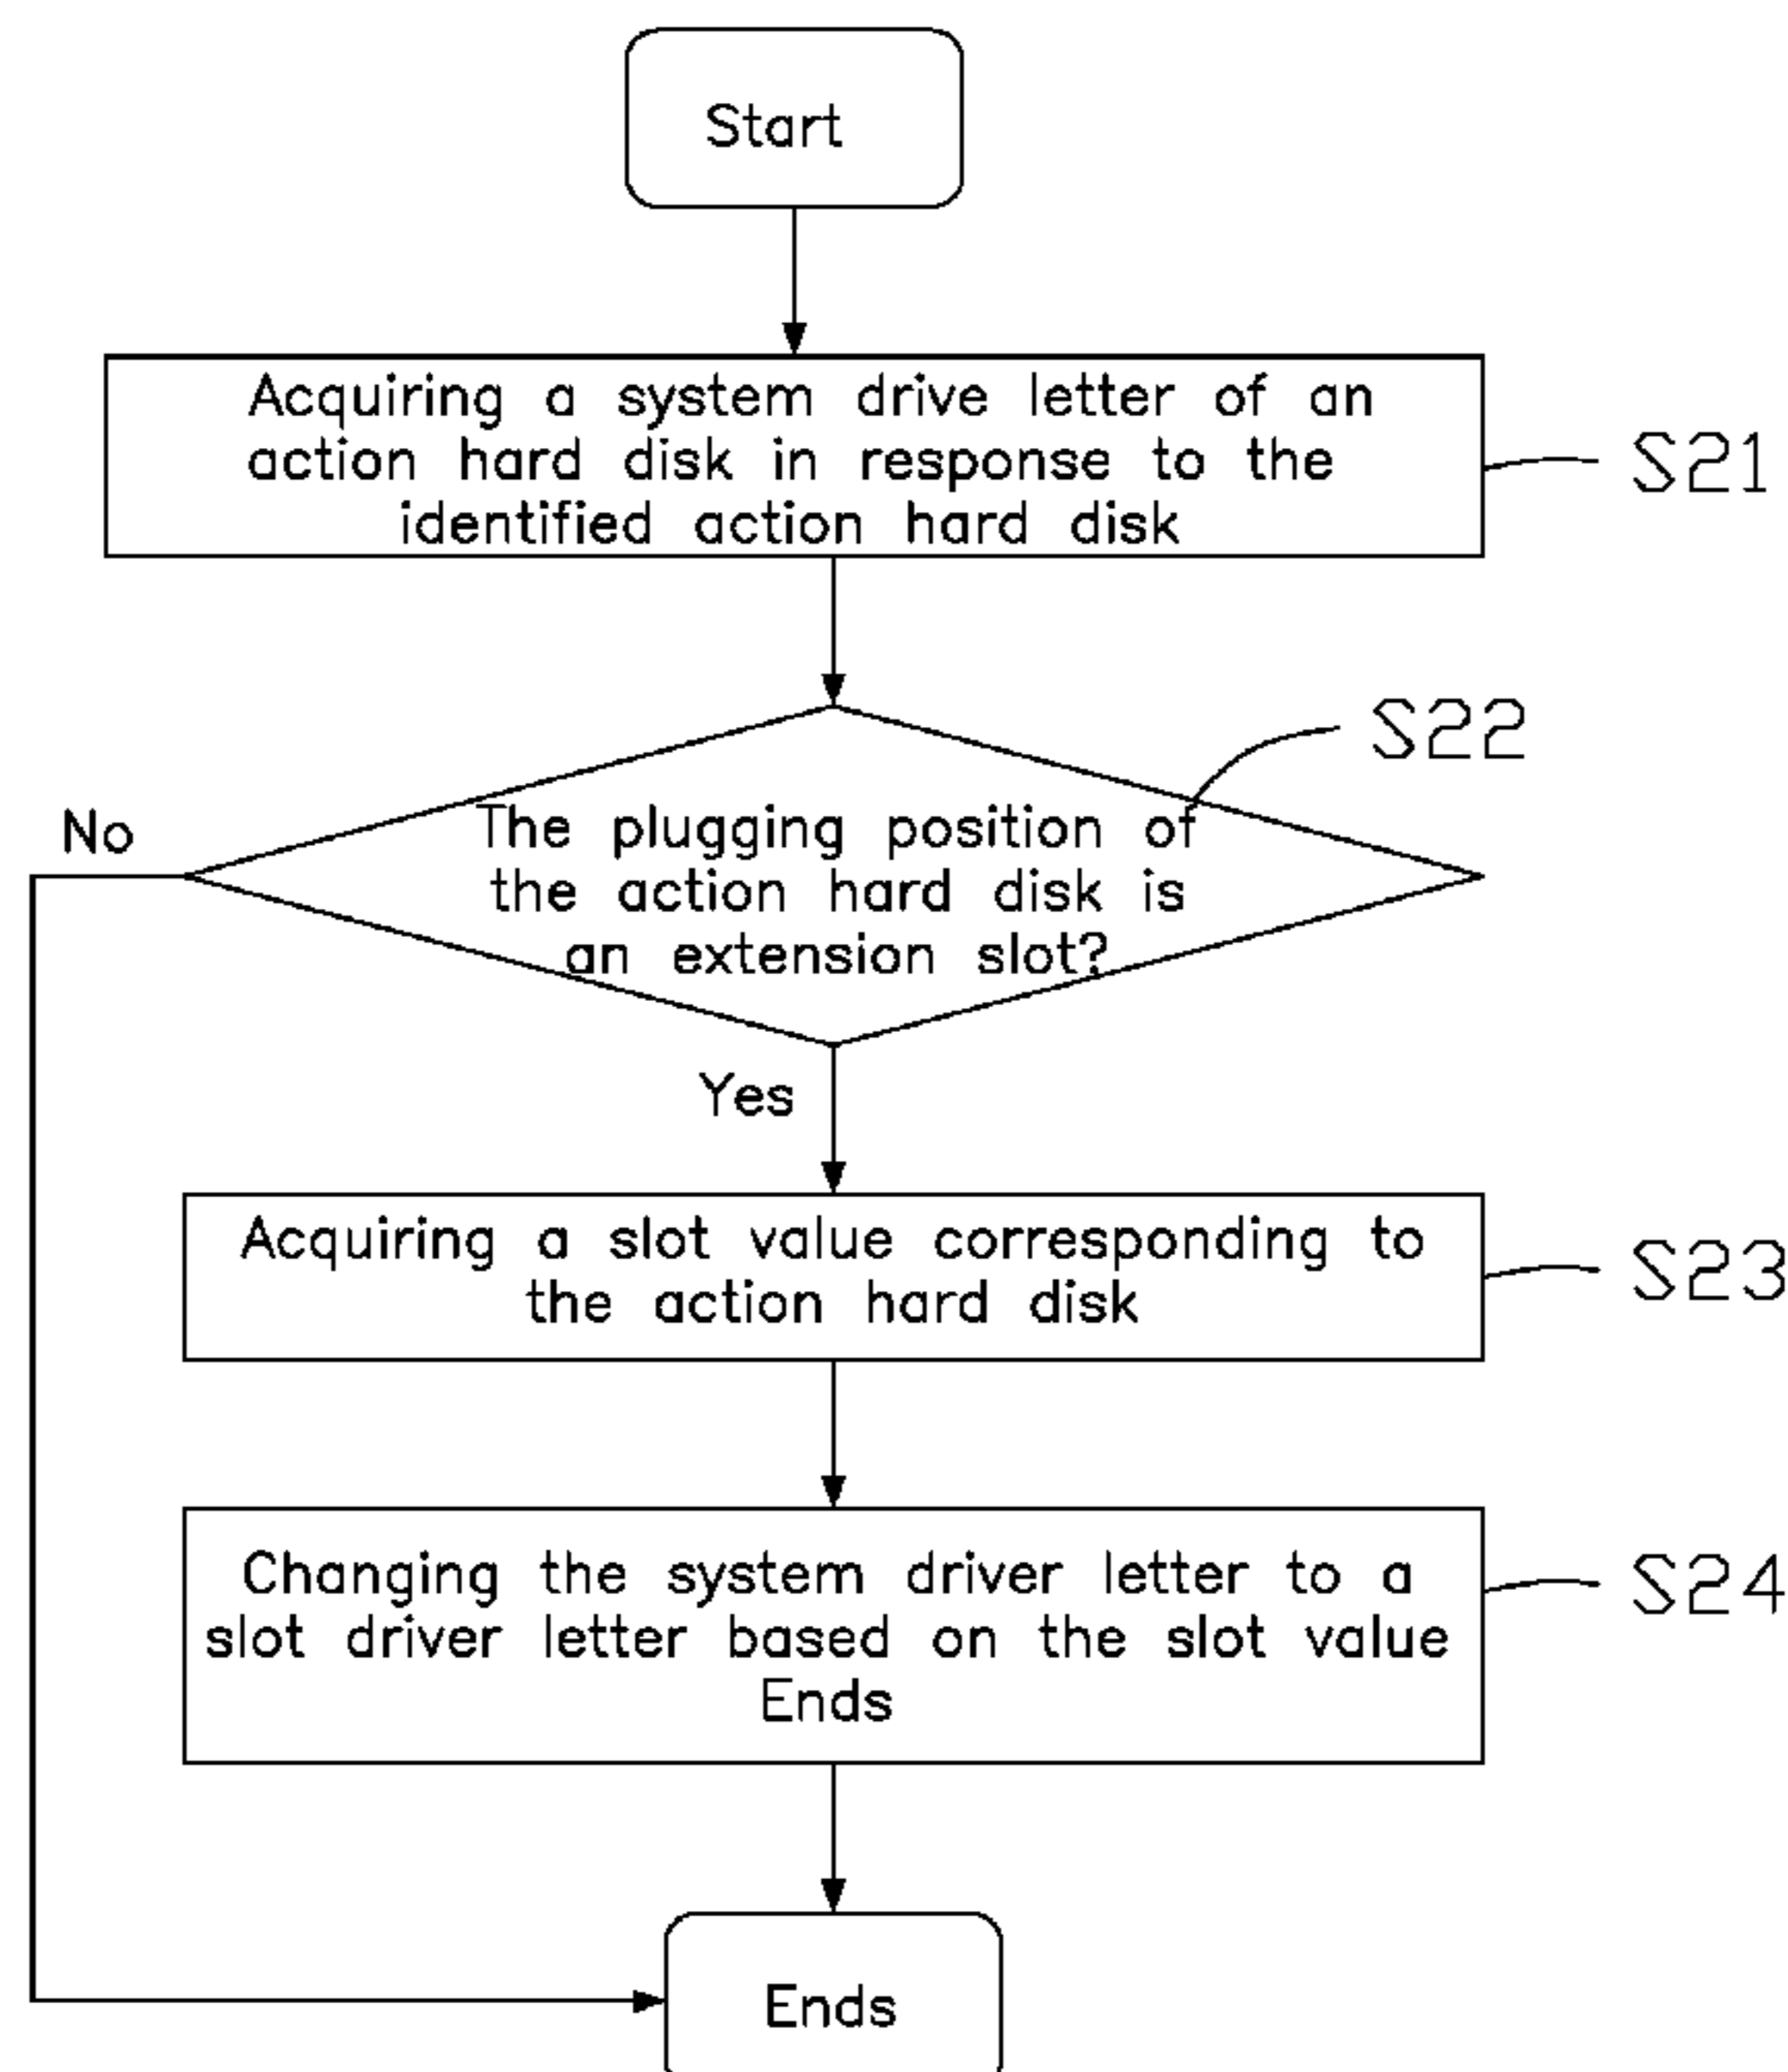 Start
Acquiring a system drive letter of an
action hard disk in response to the
identified action hard disk
S21
S22
No
The plugging position of
the action hard disk is
an extension slot?
Yes
Acquiring a slot value corresponding to
the action hard disk
S23
Changing the system driver letter to a
slot driver letter based on the slot value
Ends
S24
Ends